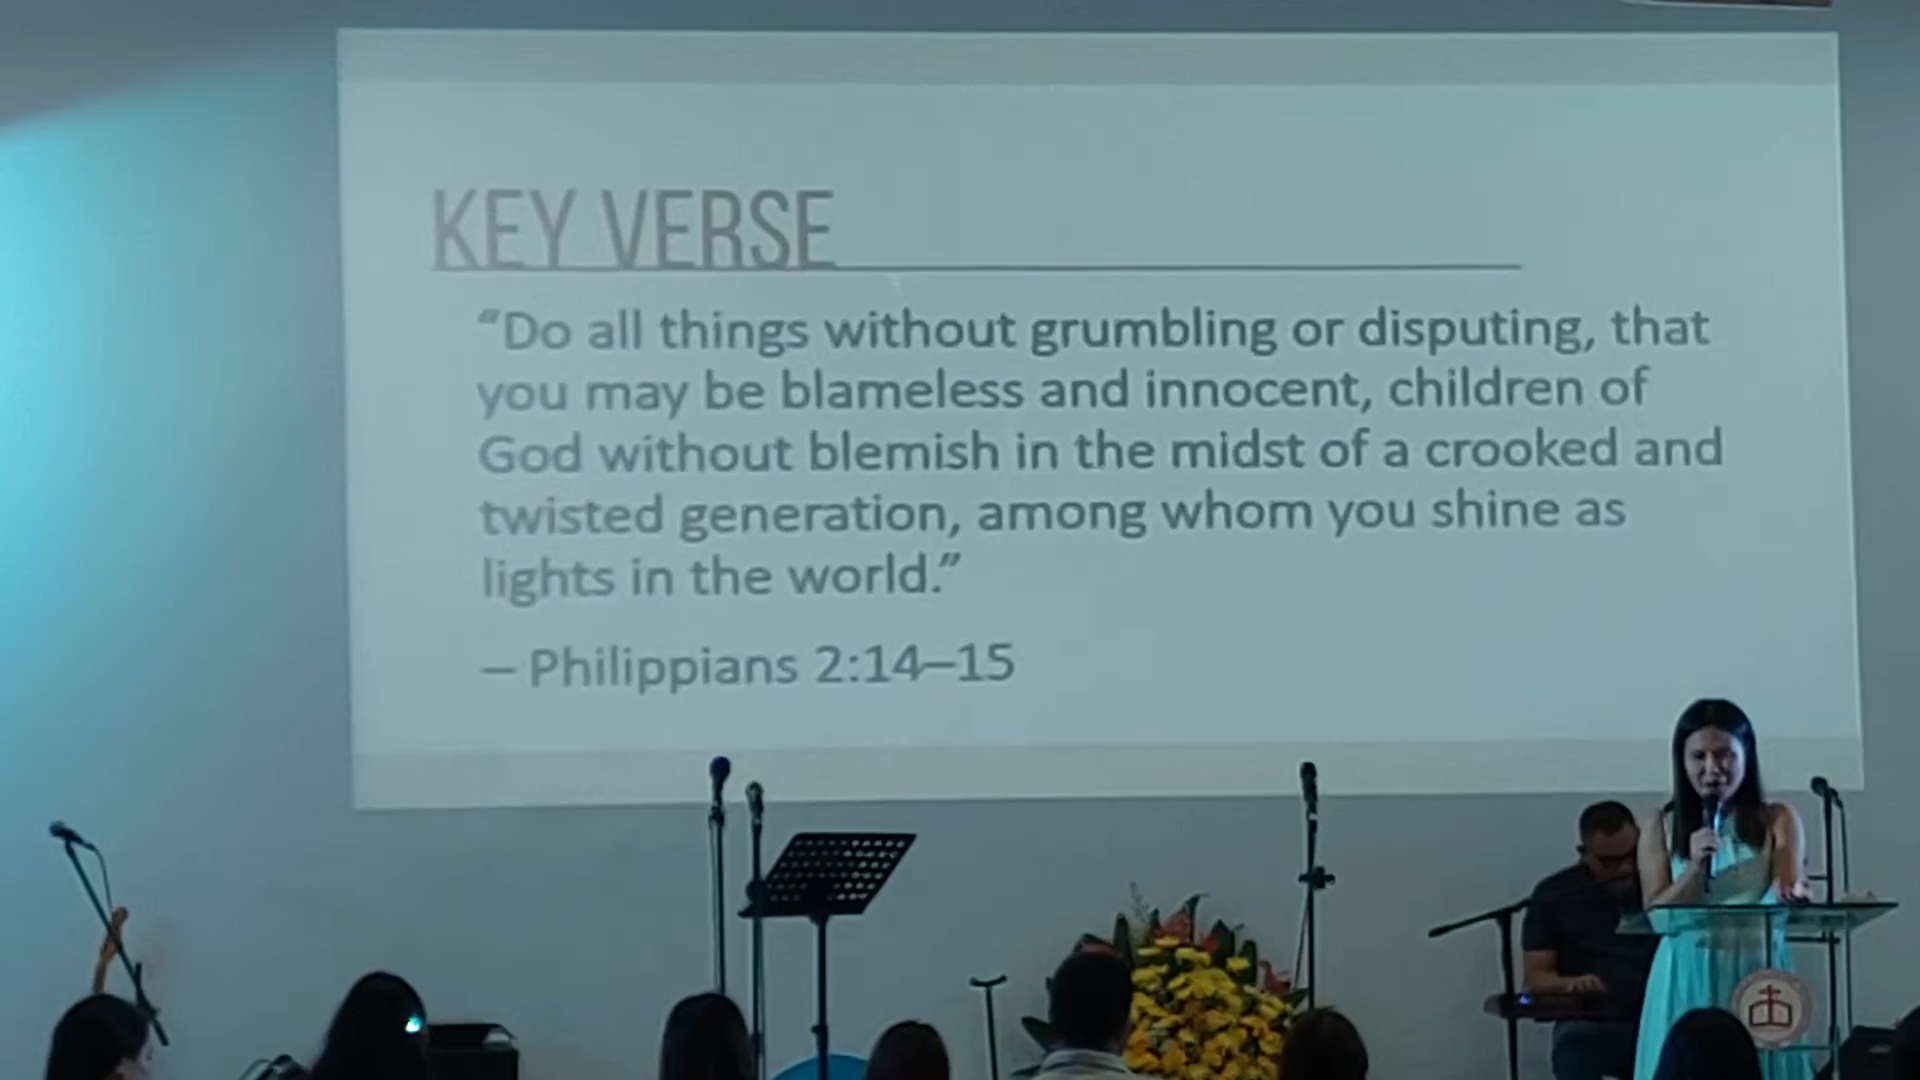 KEY VERSE
“Do all things without grumbling or disputing, that
you may be blameless and innocent, children of
God without blemish in the midst of a crooked and
twisted generation, among whom you shine as
lights in the world.”
– Philippians 2:14–15